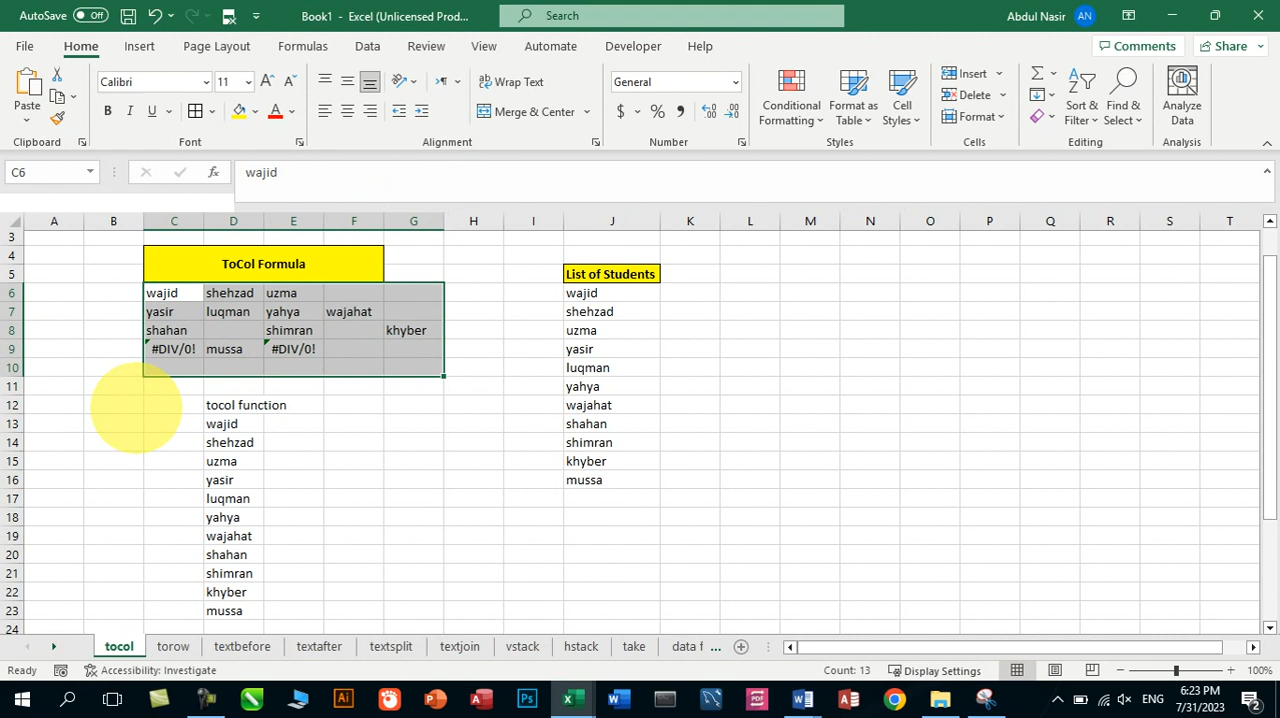 AutoSave Off Book1 - Excel (Unlicensed Prod... Search Abdul Nasir AN
File Home Insert Page Layout Formulas Data Review View Automate Developer Help Comments Share
Paste Calibri 11 Wrap Text General Conditional Formatting Format as Table Cell Styles Insert Sort & Filter Find & Select Analyze Data
B I U Merge & Center $ % , Delete
Format
Clipboard Font Alignment Number Styles Cells Editing Analysis
C6 fx wajid
A B C D E F G H I J K L M N O P Q R S T
3
4 ToCol Formula
5 List of Students
6 wajid shehzad uzma wajid
7 yasir luqman yahya wajahat shehzad
8 shahan shimran khyber uzma
9 #DIV/0! mussa #DIV/0! yasir
10 luqman
11 yahya
12 tocol function wajahat
13 wajid shahan
14 shehzad shimran
15 uzma khyber
16 yasir mussa
17 luqman
18 yahya
19 wajahat
20 shahan
21 shimran
22 khyber
23 mussa
24
tocol torow textbefore textafter textsplit textjoin vstack hstack take data f ...
Ready Accessibility: Investigate Count: 13 Display Settings 100%
ENG 6:23 PM
7/31/2023 2